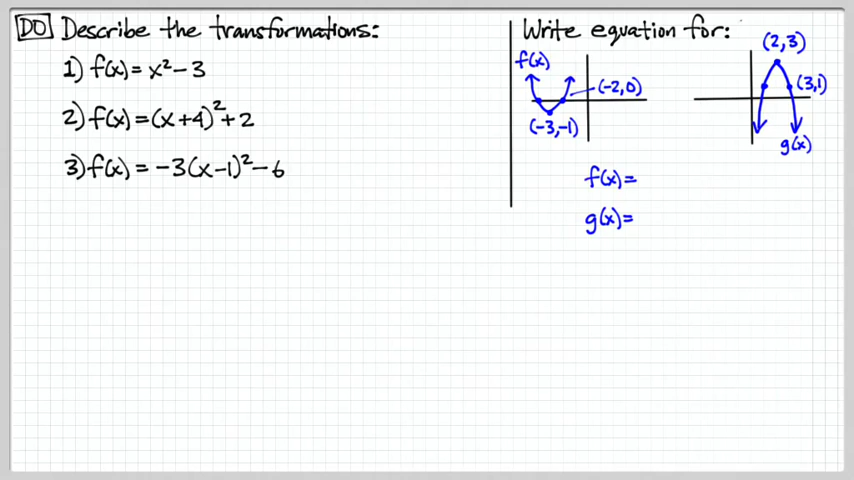 DO Describe the transformations:
1) f(x) = x² - 3
2) f(x) = (x+4)² + 2
3) f(x) = -3(x-1)² - 6
Write equation for:
f(x)
(-2,0)
(-3,-1)
(2,3)
(3,1)
g(x)
f(x)=
g(x)=